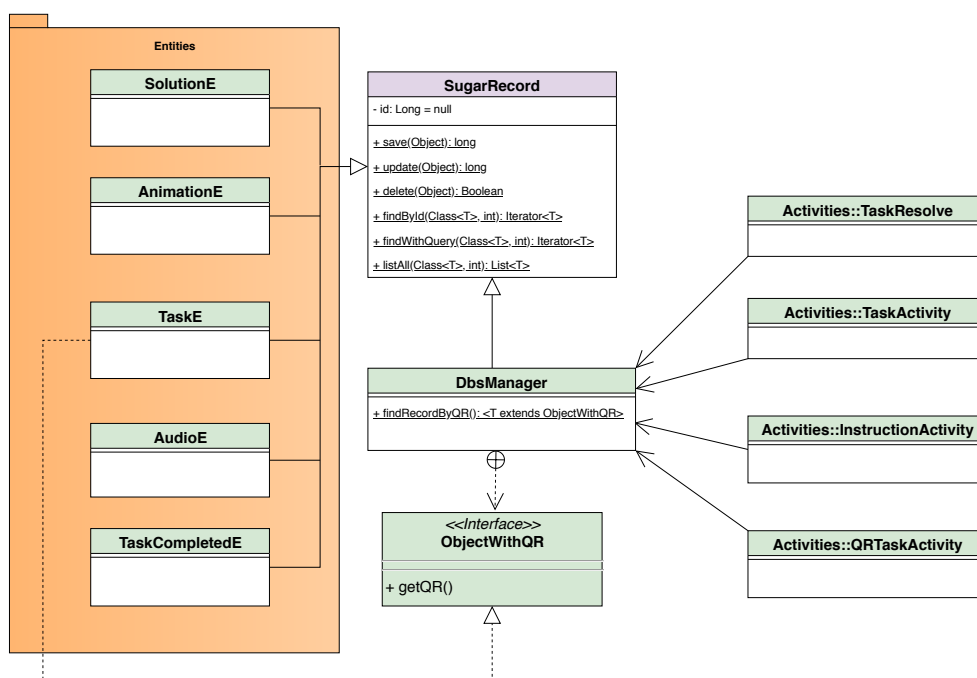 Entities
SolutionE
AnimationE
TaskE
AudioE
TaskCompletedE
SugarRecord
- id: Long = null
+ save(Object): long
+ update(Object): long
+ delete(Object): Boolean
+ findById(Class<T>, int): Iterator<T>
+ findWithQuery(Class<T>, int): Iterator<T>
+ listAll(Class<T>, int): List<T>
DbsManager
+ findRecordByQR(): <T extends ObjectWithQR>
<<Interface>>
ObjectWithQR
+ getQR()
Activities::TaskResolve
Activities::TaskActivity
Activities::InstructionActivity
Activities::QRTaskActivity